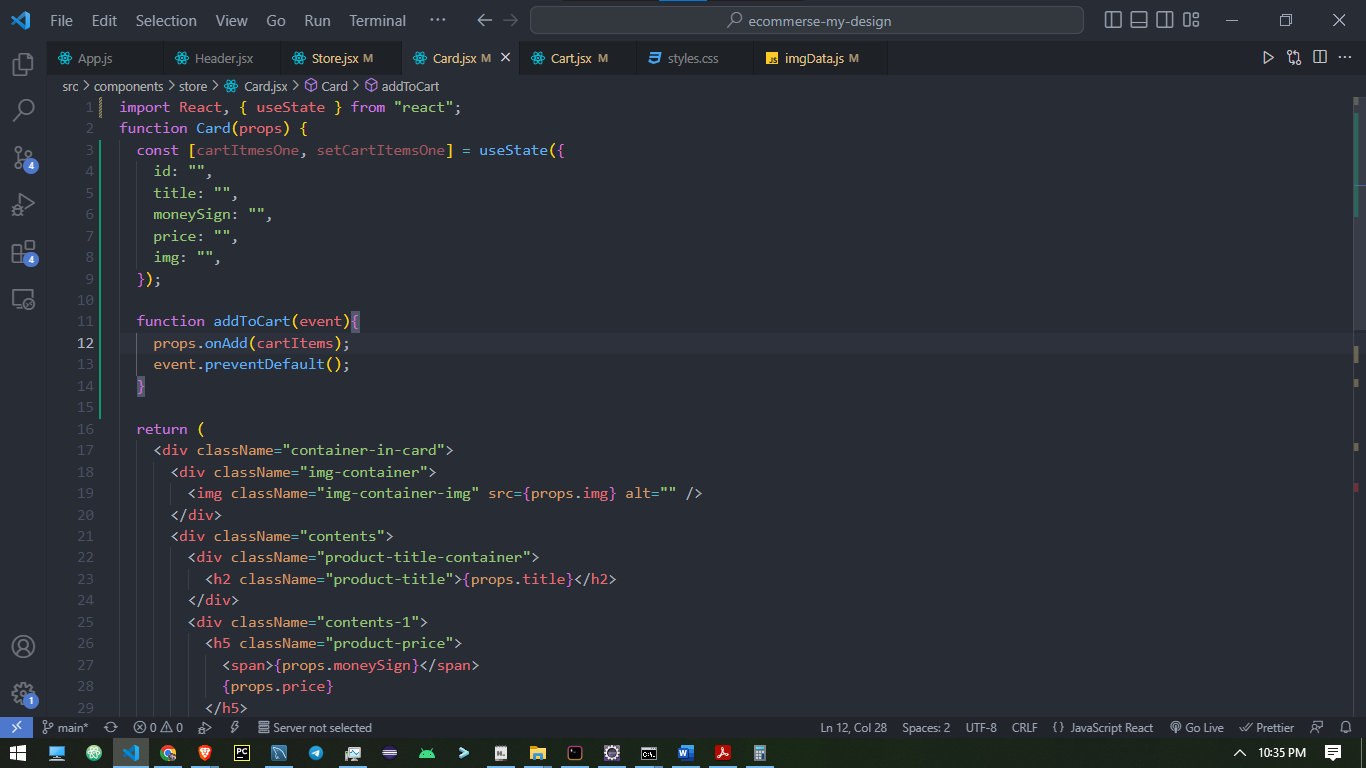 File Edit Selection View Go Run Terminal ··· ecommerse-my-design
App.js Header.jsx Store.jsx M Card.jsx M Cart.jsx M styles.css JS imgData.js M
src > components > store > Card.jsx > Card > addToCart
1 import React, { useState } from "react";
2 function Card(props) {
3 const [cartItmesOne, setCartItemsOne] = useState({
4 id: "",
5 title: "",
6 moneySign: "",
7 price: "",
8 img: "",
9 });
10
11 function addToCart(event){
12 props.onAdd(cartItems);
13 event.preventDefault();
14 }
15
16 return (
17 <div className="container-in-card">
18 <div className="img-container">
19 <img className="img-container-img" src={props.img} alt="" />
20 </div>
21 <div className="contents">
22 <div className="product-title-container">
23 <h2 className="product-title">{props.title}</h2>
24 </div>
25 <div className="contents-1">
26 <h5 className="product-price">
27 <span>{props.moneySign}</span>
28 {props.price}
29 </h5>
4
4
1
main* 0 0 Server not selected Ln 12, Col 28 Spaces: 2 UTF-8 CRLF {} JavaScript React Go Live Prettier
PC 10:35 PM